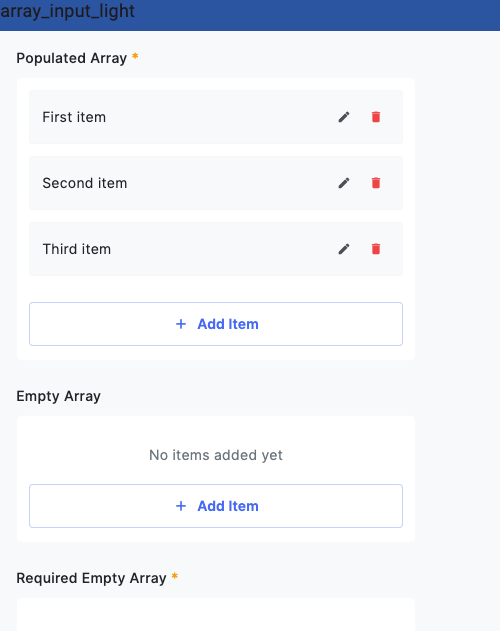 array_input_light
Populated Array *
First item
Second item
Third item
+ Add Item
Empty Array
No items added yet
+ Add Item
Required Empty Array *